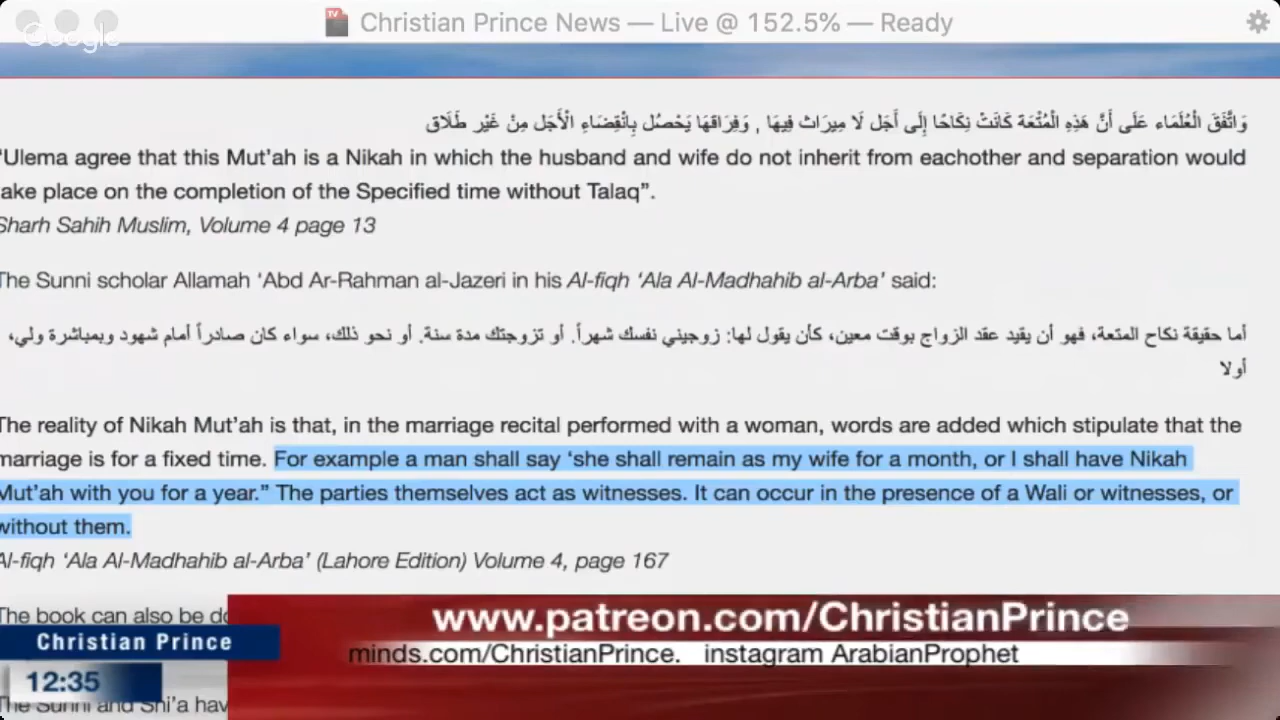 Christian Prince News — Live @ 152.5% — Ready
Google
وَاتَّفَقَ الْعُلَمَاء عَلَى أَنَّ هَذِهِ الْمُتْعَة كَانَتْ نِكَاحًا إِلَى أَجَل لَا مِيرَاث فِيهَا , وَفِرَاقهَا يَحْصُل بِانْقِضَاءِ الْأَجَل مِنْ غَيْر طَلَاق
“Ulema agree that this Mut’ah is a Nikah in which the husband and wife do not inherit from eachother and separation would
ake place on the completion of the Specified time without Talaq”.
Sharh Sahih Muslim, Volume 4 page 13
The Sunni scholar Allamah ‘Abd Ar-Rahman al-Jazeri in his Al-fiqh ‘Ala Al-Madhahib al-Arba’ said:
أما حقيقة نكاح المتعة، فهو أن يقيد عقد الزواج بوقت معين، كأن يقول لها: زوجيني نفسك شهراً. أو تزوجتك مدة سنة. أو نحو ذلك، سواء كان صادراً أمام شهود وبمباشرة ولي،
أولا
The reality of Nikah Mut’ah is that, in the marriage recital performed with a woman, words are added which stipulate that the
marriage is for a fixed time. For example a man shall say ‘she shall remain as my wife for a month, or I shall have Nikah
Mut’ah with you for a year.” The parties themselves act as witnesses. It can occur in the presence of a Wali or witnesses, or
without them.
Al-fiqh ‘Ala Al-Madhahib al-Arba’ (Lahore Edition) Volume 4, page 167
The book can also be do
www.patreon.com/ChristianPrince
Christian Prince
minds.com/ChristianPrince. instagram ArabianProphet
12:35
The Sunni and Shi’a hav